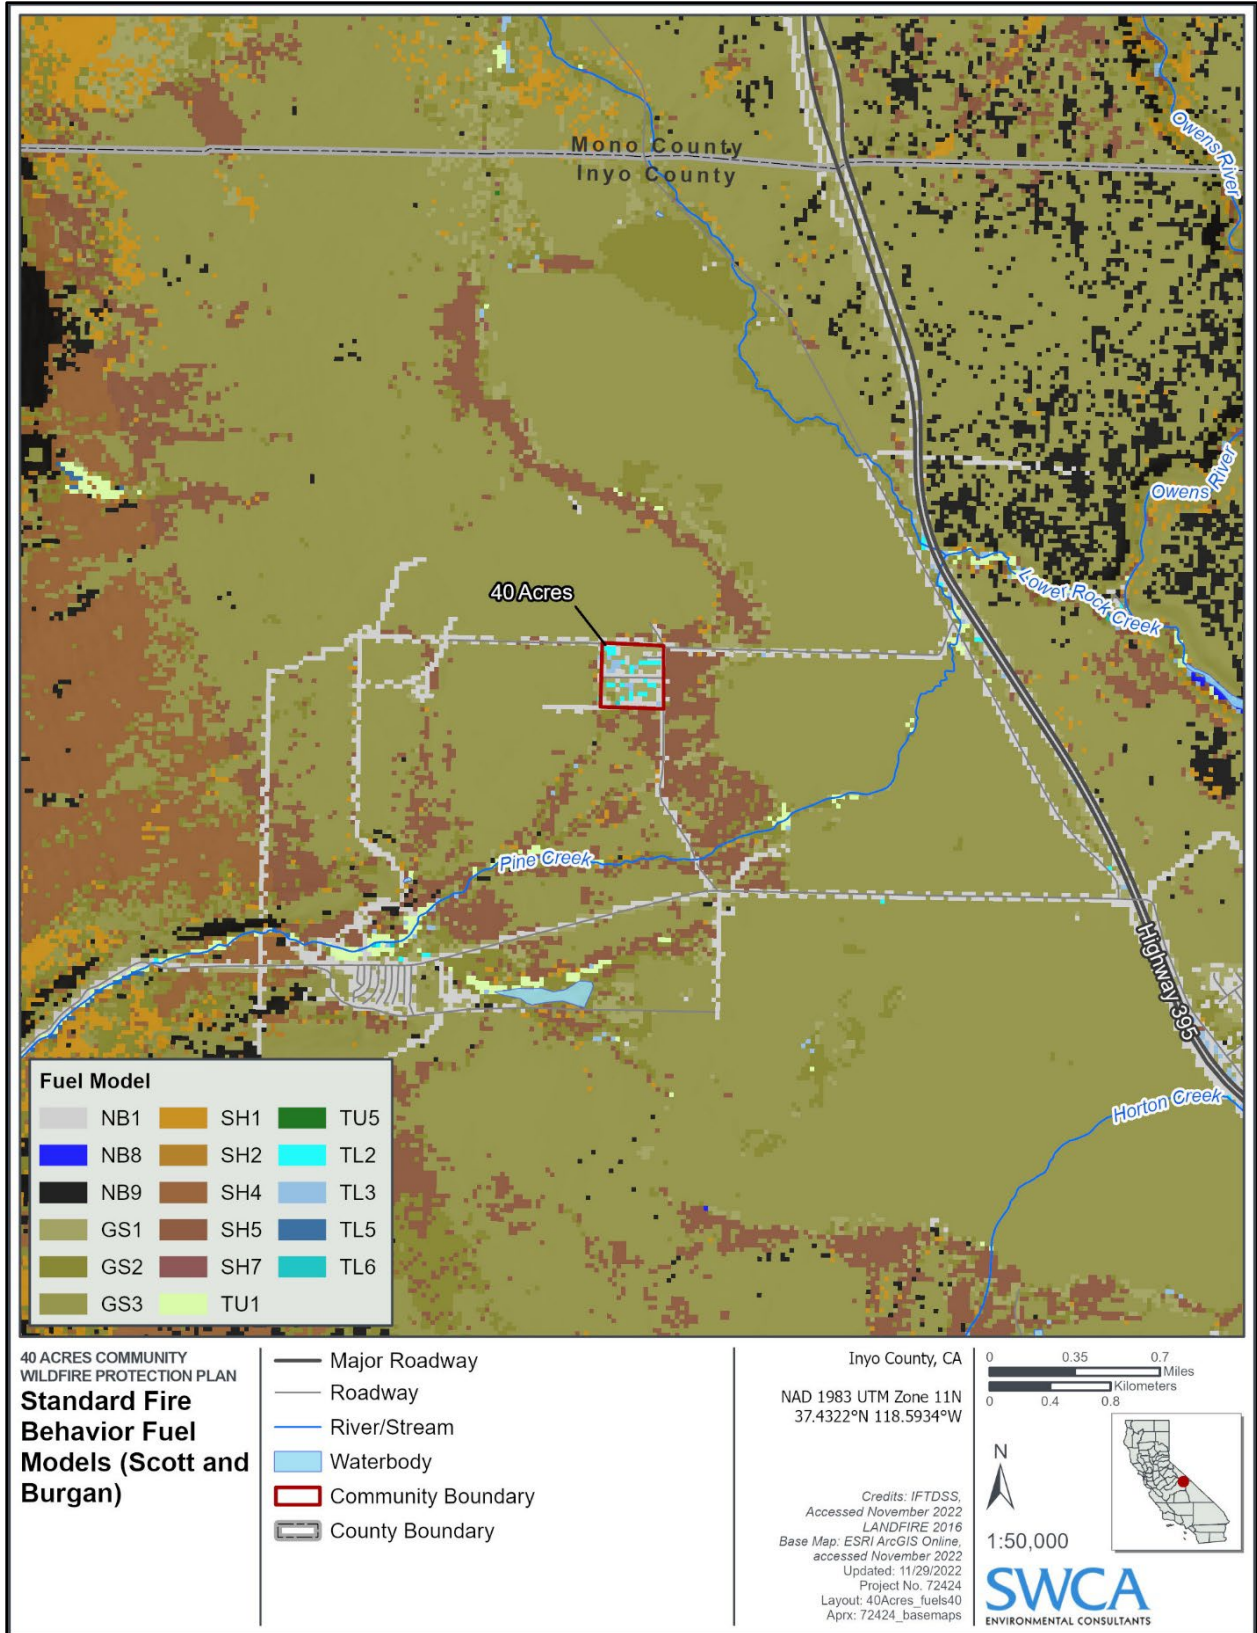 Mono County
Inyo County
Owens River
Owens River
Lower Rock Creek
40 Acres
Pine Creek
Highway 395
Horton Creek
Fuel Model
NB1
SH1
TU5
NB8
SH2
TL2
NB9
SH4
TL3
GS1
SH5
TL5
GS2
SH7
TL6
GS3
TU1
40 ACRES COMMUNITY
WILDFIRE PROTECTION PLAN
Standard Fire
Behavior Fuel
Models (Scott and
Burgan)
Major Roadway
Roadway
River/Stream
Waterbody
Community Boundary
County Boundary
Inyo County, CA
NAD 1983 UTM Zone 11N
37.4322°N 118.5934°W
Credits: IFTDSS,
Accessed November 2022
LANDFIRE 2016
Base Map: ESRI ArcGIS Online,
accessed November 2022
Updated: 11/29/2022
Project No. 72424
Layout: 40Acres_fuels40
Aprx: 72424_basemaps
0 0.35 0.7
Miles
Kilometers
0 0.4 0.8
N
1:50,000
SWCA
ENVIRONMENTAL CONSULTANTS